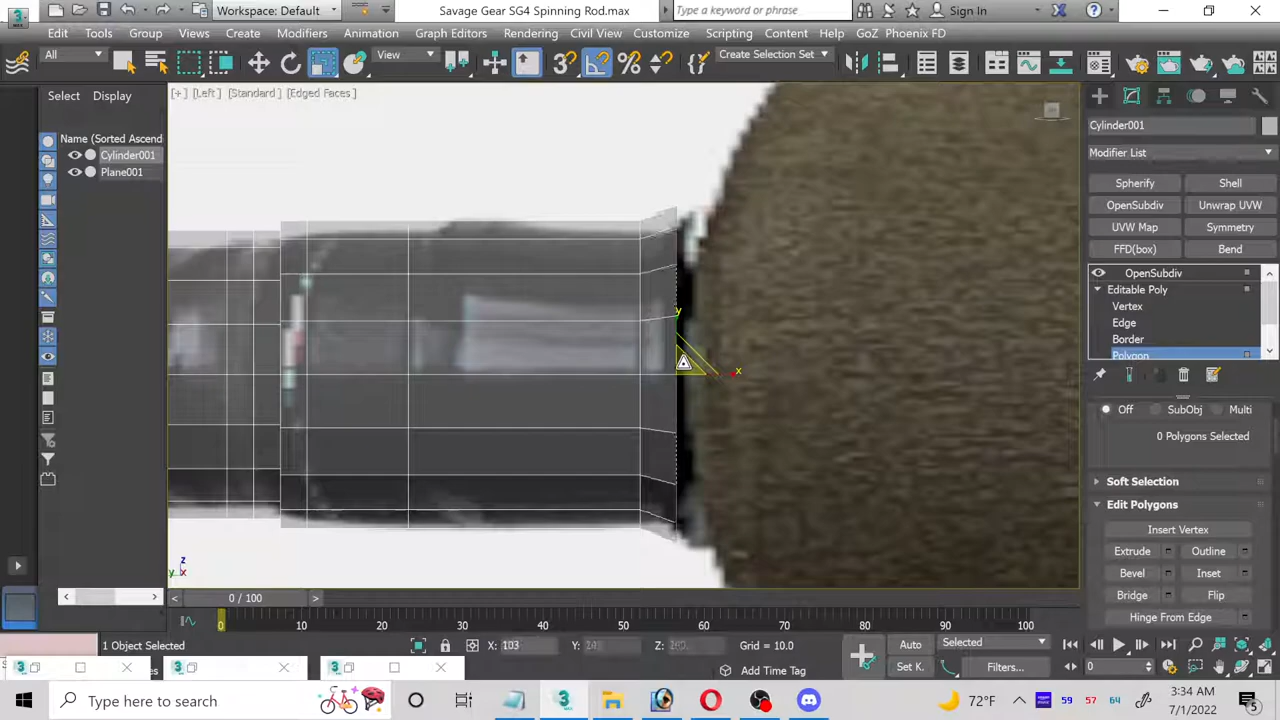 Workspace: Default
Savage Gear SG4 Spinning Rod.max
Type a keyword or phrase
Sign In
File
Edit
Tools
Group
Views
Create
Modifiers
Animation
Graph Editors
Rendering
Civil View
Customize
Scripting
Content
Help
GoZ
Phoenix FD
All
View
Create Selection Set
Select
Display
[+] [Left] [Standard] [Edged Faces]
Name (Sorted Ascend
Cylinder001
Plane001
Cylinder001
Modifier List
Spherify
Shell
OpenSubdiv
Unwrap UVW
UVW Map
Symmetry
FFD(box)
Bend
OpenSubdiv
Editable Poly
Vertex
Edge
Border
Polygon
Off
SubObj
Multi
0 Polygons Selected
Soft Selection
Edit Polygons
Insert Vertex
Extrude
Outline
Bevel
Inset
Bridge
Flip
Hinge From Edge
y
x
z
y
x
0 / 100
0
10
20
30
40
50
60
70
80
90
100
1 Object Selected
X: 103
Y:
Z:
Grid = 10.0
Add Time Tag
Auto
Selected
Set K.
Filters...
0
Type here to search
72°F
59
57
64
3:34 AM
7/1/2022
5